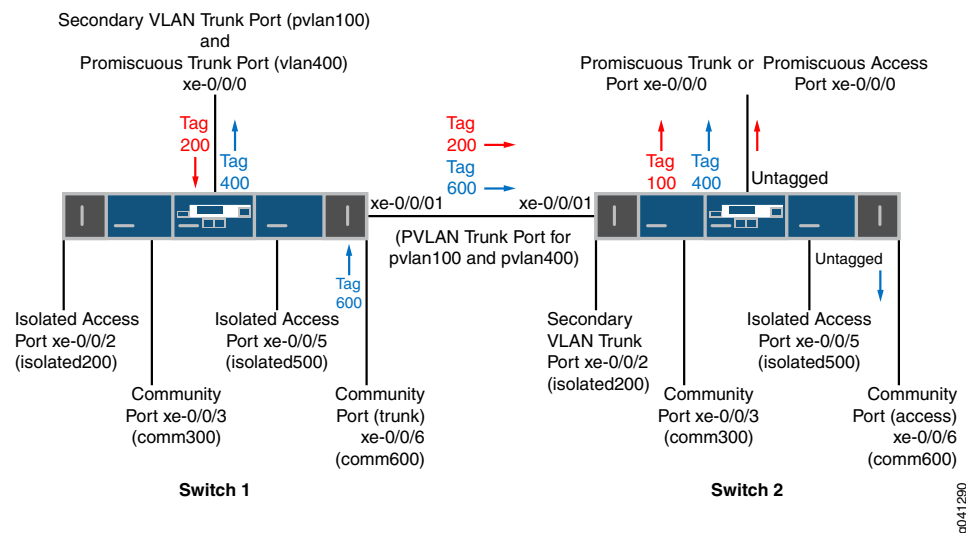 Secondary VLAN Trunk Port (pvlan100)
and
Promiscuous Trunk Port (vlan400)
xe-0/0/0
Promiscuous Trunk or Promiscuous Access
Port xe-0/0/0
Port xe-0/0/0
Tag
200
Tag
400
Tag
200
Tag
600
Tag
100
Tag
400
Untagged
xe-0/0/01
xe-0/0/01
(PVLAN Trunk Port for
pvlan100 and pvlan400)
Tag
600
Untagged
Isolated Access
Port xe-0/0/2
(isolated200)
Isolated Access
Port xe-0/0/5
(isolated500)
Secondary
VLAN Trunk
Port xe-0/0/2
(isolated200)
Isolated Access
Port xe-0/0/5
(isolated500)
Community
Port xe-0/0/3
(comm300)
Community
Port (trunk)
xe-0/0/6
(comm600)
Community
Port xe-0/0/3
(comm300)
Community
Port (access)
xe-0/0/6
(comm600)
Switch 1
Switch 2
g041290